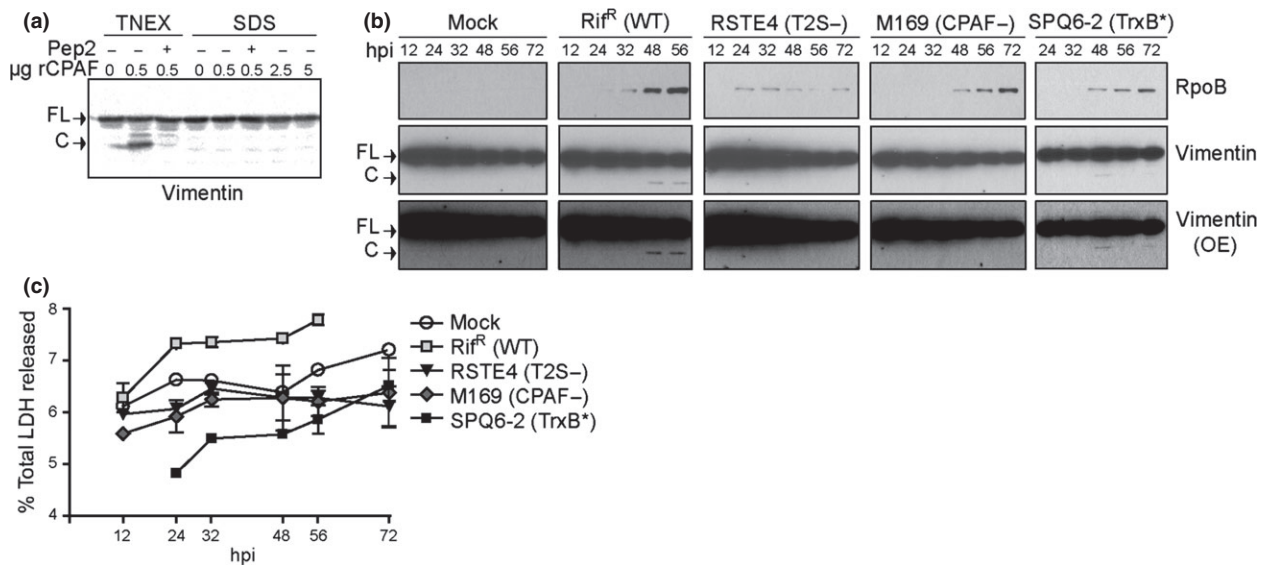 (a)
TNEX SDS
Pep2 – – + – – + – –
µg rCPAF 0 0.5 0.5 0 0.5 0.5 2.5 5
FL
C
Vimentin
(b)
Mock Rifᴿ (WT) RSTE4 (T2S–) M169 (CPAF–) SPQ6-2 (TrxB*)
hpi 12 24 32 48 56 72 12 24 32 48 56 12 24 32 48 56 72 12 24 32 48 56 72 24 32 48 56 72
RpoB
FL
C
Vimentin
FL
C
Vimentin
(OE)
(c)
% Total LDH released
8
7
6
5
4
12 24 32 48 56 72
hpi
Mock
Rifᴿ (WT)
RSTE4 (T2S–)
M169 (CPAF–)
SPQ6-2 (TrxB*)